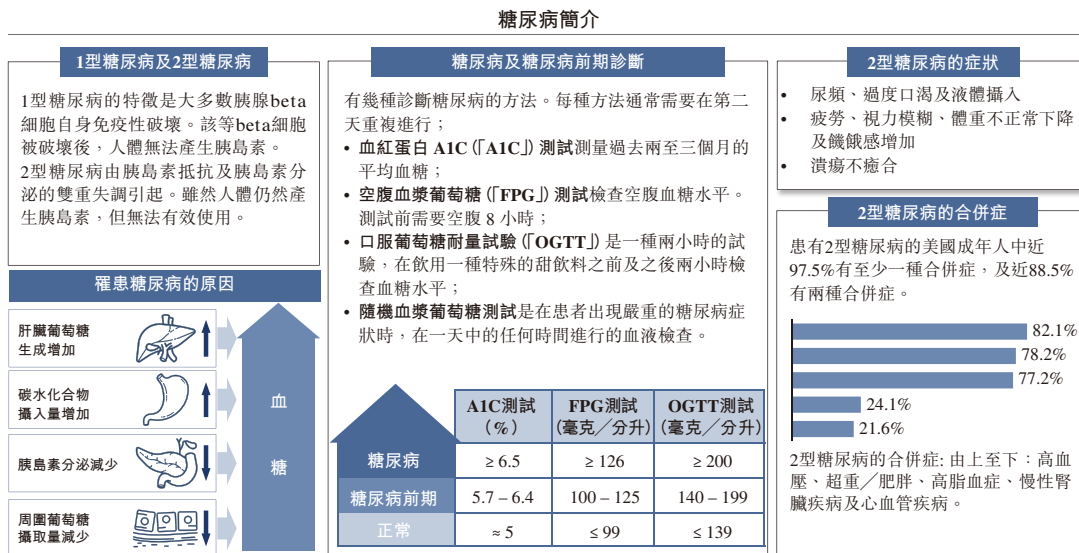 糖尿病簡介
1型糖尿病及2型糖尿病
1型糖尿病的特徵是大多數胰腺beta
細胞自身免疫性破壞。該等beta細胞
被破壞後，人體無法產生胰島素。
2型糖尿病由胰島素抵抗及胰島素分
泌的雙重失調引起。雖然人體仍然產
生胰島素，但無法有效使用。
罹患糖尿病的原因
肝臟葡萄糖
生成增加
碳水化合物
攝入量增加
胰島素分泌減少
周圍葡萄糖
攝取量減少
血
糖
糖尿病及糖尿病前期診斷
有幾種診斷糖尿病的方法。每種方法通常需要在第二
天重複進行；
• 血紅蛋白 A1C（「A1C」）測試測量過去兩至三個月的
平均血糖；
• 空腹血漿葡萄糖（「FPG」）測試檢查空腹血糖水平。
測試前需要空腹 8 小時；
• 口服葡萄糖耐量試驗（「OGTT」）是一種兩小時的試
驗，在飲用一種特殊的甜飲料之前及之後兩小時檢
查血糖水平；
• 隨機血漿葡萄糖測試是在患者出現嚴重的糖尿病症
狀時，在一天中的任何時間進行的血液檢查。
A1C測試 FPG測試 OGTT測試
（%） （毫克／分升） （毫克／分升）
糖尿病 ≥ 6.5 ≥ 126 ≥ 200
糖尿病前期 5.7 – 6.4 100 – 125 140 – 199
正常 ≈ 5 ≤ 99 ≤ 139
2型糖尿病的症狀
• 尿頻、過度口渴及液體攝入
• 疲勞、視力模糊、體重不正常下降
及饑餓感增加
• 潰瘍不癒合
2型糖尿病的合併症
患有2型糖尿病的美國成年人中近
97.5%有至少一種合併症，及近88.5%
有兩種合併症。
82.1%
78.2%
77.2%
24.1%
21.6%
2型糖尿病的合併症: 由上至下：高血
壓、超重／肥胖、高脂血症、慢性腎
臟疾病及心血管疾病。